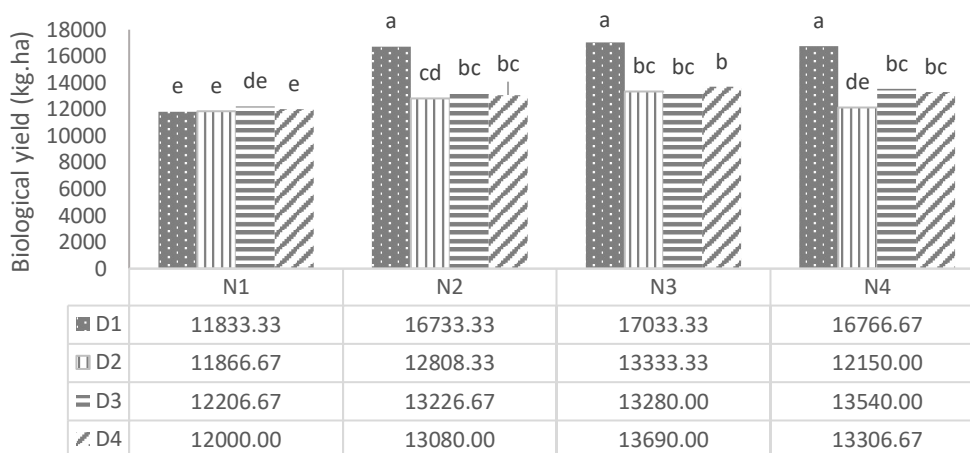 Biological yield (kg.ha)
18000
16000
14000
12000
10000
8000
6000
4000
2000
0
e e de e
a cd bc bc
a bc bc b
a de bc bc
N1 N2 N3 N4
D1 11833.33 16733.33 17033.33 16766.67
D2 11866.67 12808.33 13333.33 12150.00
D3 12206.67 13226.67 13280.00 13540.00
D4 12000.00 13080.00 13690.00 13306.67